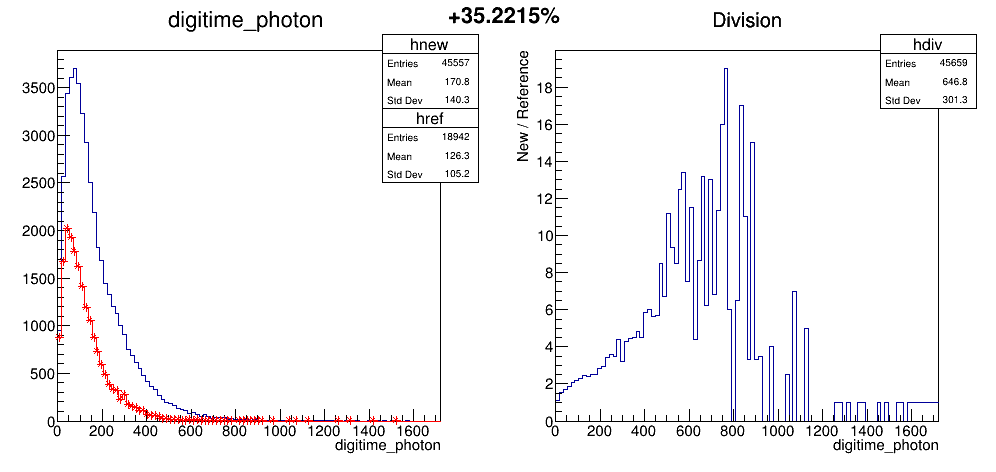 +35.2215%
digitime_photon
hnew
Entries 45557
Mean 170.8
Std Dev 140.3
href
Entries 18942
Mean 126.3
Std Dev 105.2
3500
3000
2500
2000
1500
1000
500
0
0 200 400 600 800 1000 1200 1400 1600
digitime_photon
Division
hdiv
Entries 45659
Mean 646.8
Std Dev 301.3
New / Reference
18
16
14
12
10
8
6
4
2
0
0 200 400 600 800 1000 1200 1400 1600
digitime_photon